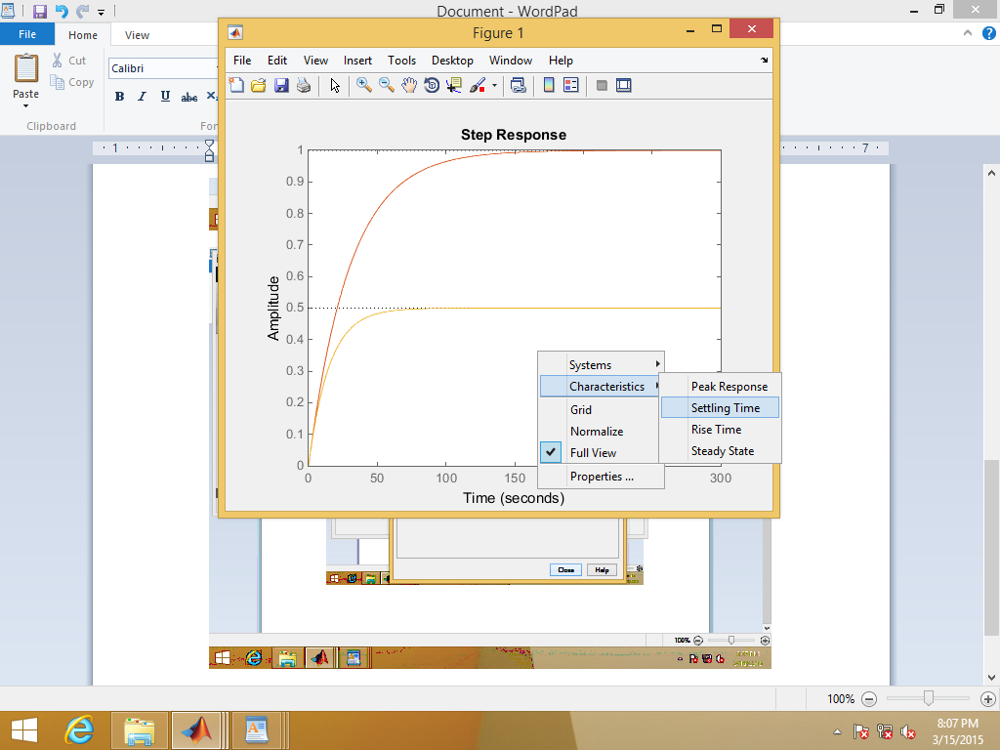 Document - WordPad
File Home View
Paste
Cut
Copy
Clipboard
Calibri
B I U abc X
For
1
7
Figure 1
File Edit View Insert Tools Desktop Window Help
Step Response
Amplitude
1
0.9
0.8
0.7
0.6
0.5
0.4
0.3
0.2
0.1
0
0 50 100 150 300
Time (seconds)
Systems
Characteristics
Grid
Normalize
Full View
Properties ...
Peak Response
Settling Time
Rise Time
Steady State
Close Help
100%
100%
8:07 PM
3/15/2015